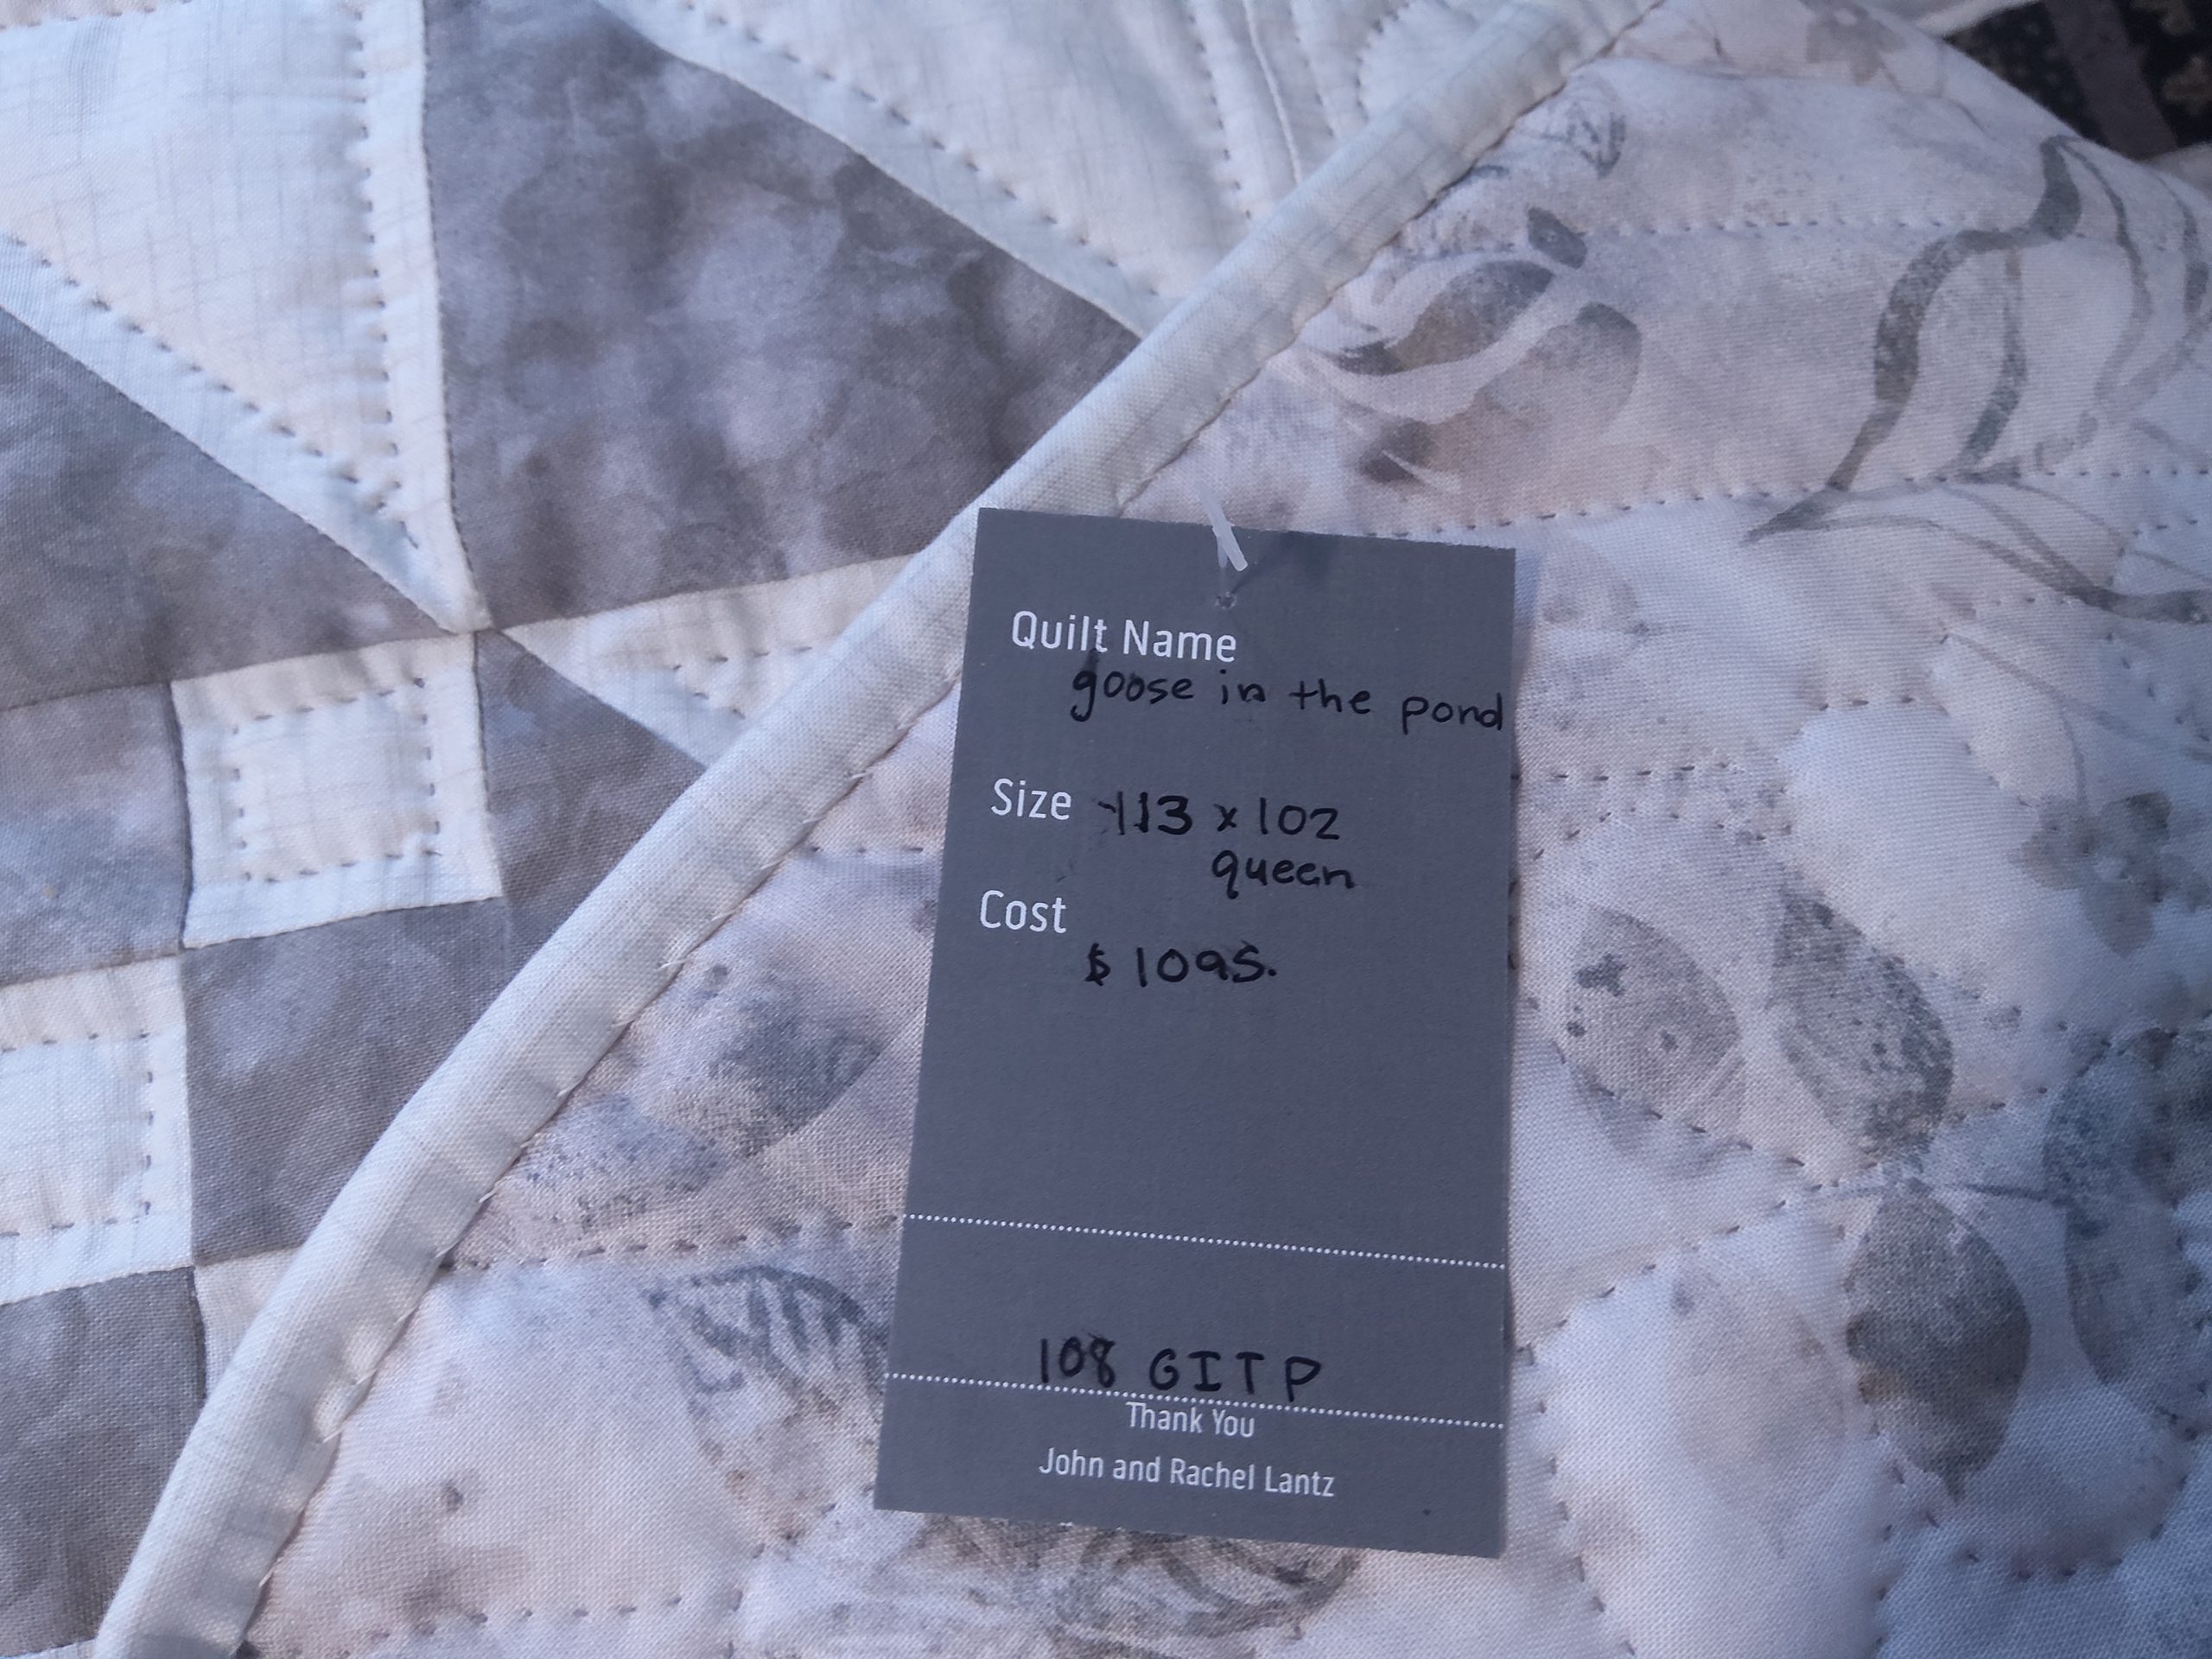 Quilt Name
goose in the pond
Size 113 x 102
queen
Cost
$ 1095.
108 GITP
Thank You
John and Rachel Lantz